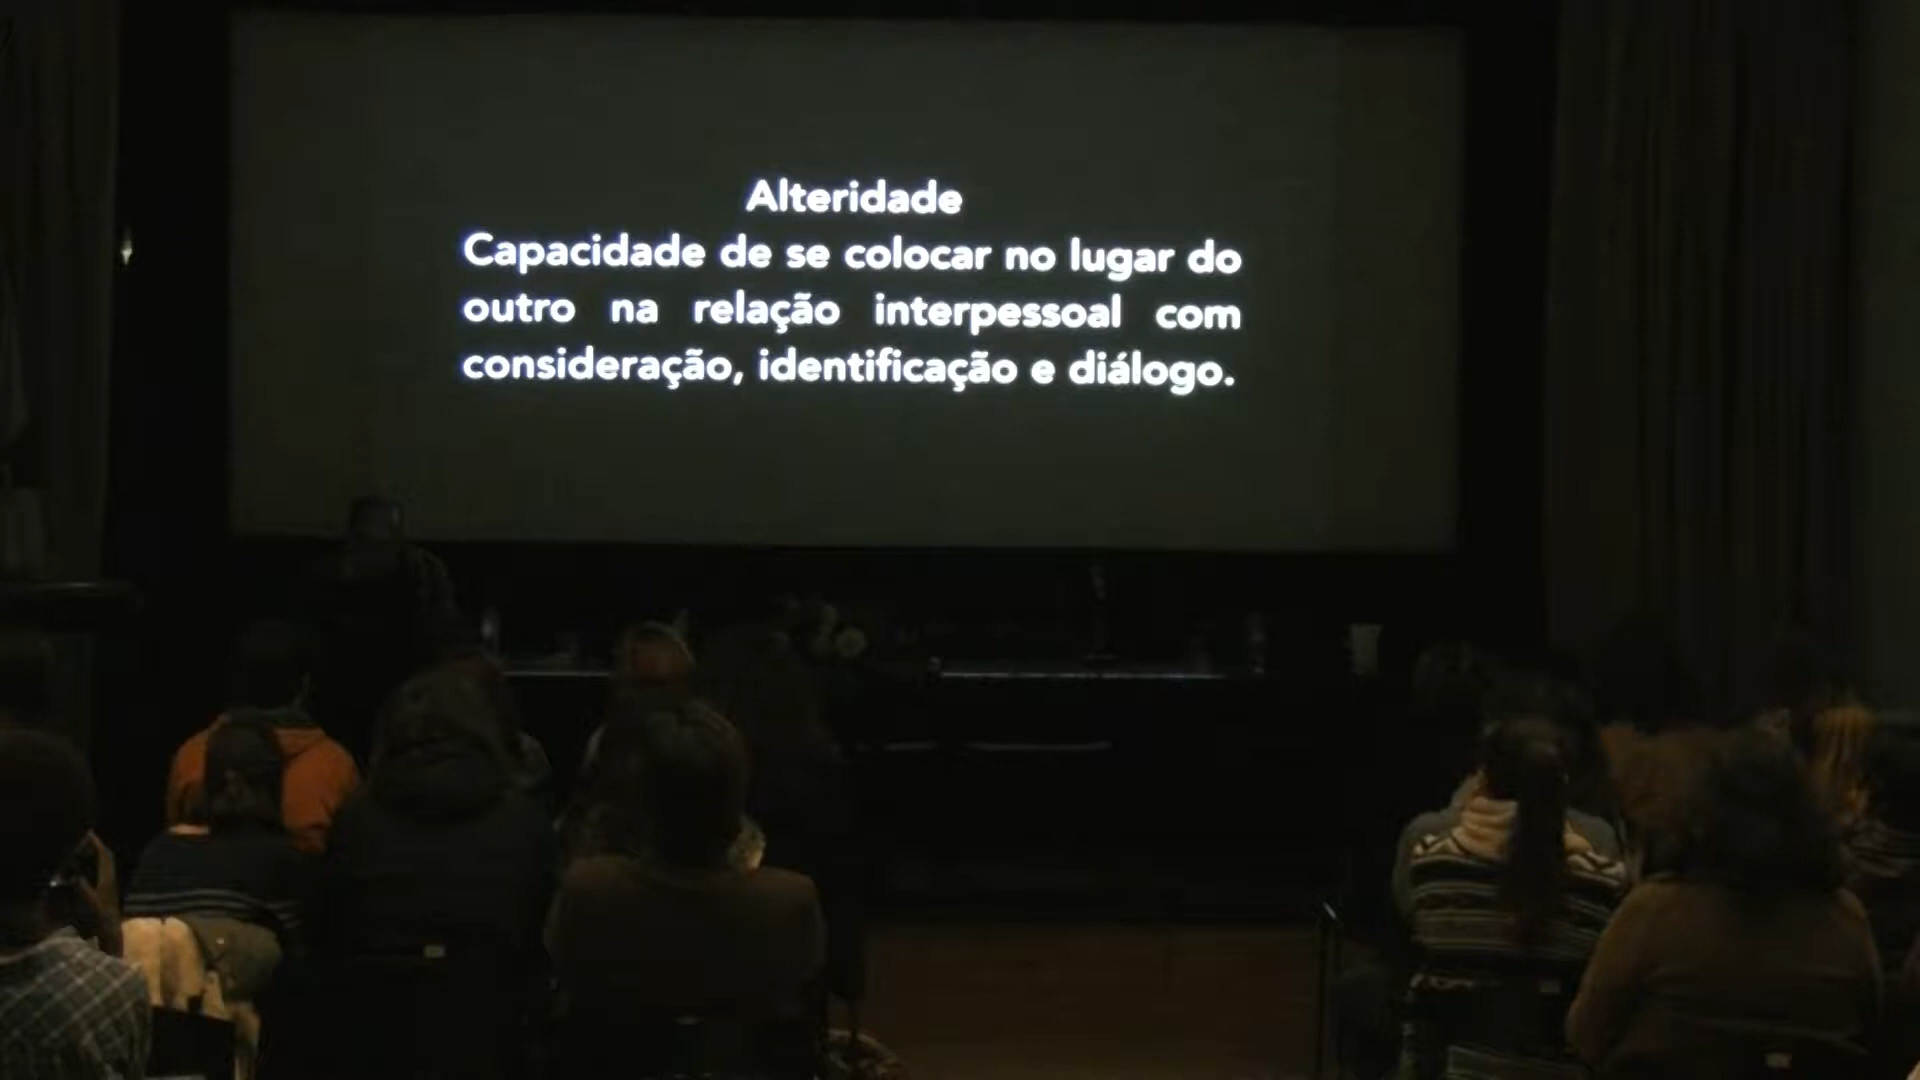 Alteridade
Capacidade de se colocar no lugar do
outro na relação interpessoal com
consideração, identificação e diálogo.